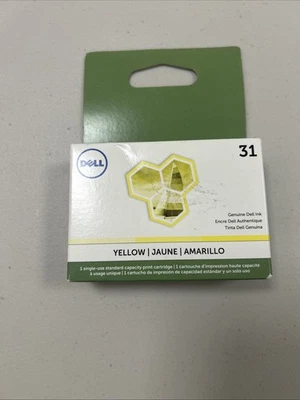 DELL
31
Genuine Dell Ink
Encre Dell Authentique
Tinta Dell Genuina
YELLOW | JAUNE | AMARILLO
1 single-use standard capacity print cartridge | 1 cartouche d'impression haute capacité
à usage unique | 1 cartucho de impresión de capacidad estándar y un solo uso